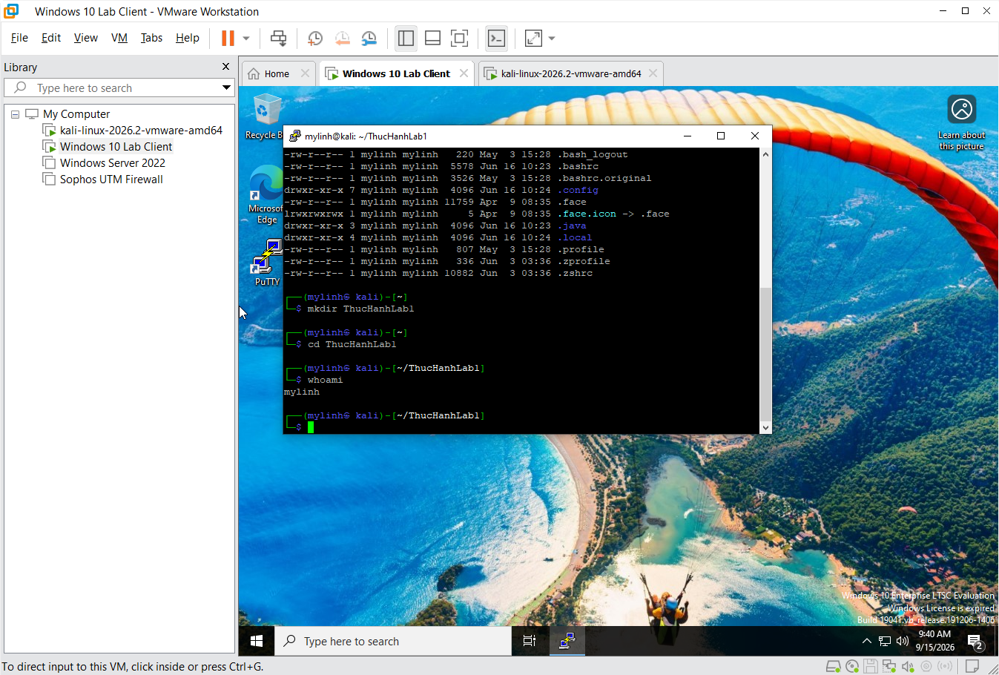 Windows 10 Lab Client - VMware Workstation
File Edit View VM Tabs Help
Library
Type here to search
My Computer
kali-linux-2026.2-vmware-amd64
Windows 10 Lab Client
Windows Server 2022
Sophos UTM Firewall
Home
Windows 10 Lab Client
kali-linux-2026.2-vmware-amd64
Recycle B
Microsof
Edge
PuTTY
Learn about
this picture
mylinh@kali: ~/ThucHanhLab1
-rw-r--r-- 1 mylinh mylinh   220 May  3 15:28 .bash_logout
-rw-r--r-- 1 mylinh mylinh  5578 Jun 16 10:23 .bashrc
-rw-r--r-- 1 mylinh mylinh  3526 May  3 15:28 .bashrc.original
drwxr-xr-x 7 mylinh mylinh  4096 Jun 16 10:24 .config
-rw-r--r-- 1 mylinh mylinh 11759 Apr  9 08:35 .face
lrwxrwxrwx 1 mylinh mylinh     5 Apr  9 08:35 .face.icon -> .face
drwxr-xr-x 3 mylinh mylinh  4096 Jun 16 10:23 .java
drwxr-xr-x 4 mylinh mylinh  4096 Jun 16 10:24 .local
-rw-r--r-- 1 mylinh mylinh   807 May  3 15:28 .profile
-rw-r--r-- 1 mylinh mylinh   336 Jun  3 03:36 .zprofile
-rw-r--r-- 1 mylinh mylinh 10882 Jun  3 03:36 .zshrc
┌──(mylinh㉿ kali)-[~]
└─$ mkdir ThucHanhLab1
┌──(mylinh㉿ kali)-[~]
└─$ cd ThucHanhLab1
┌──(mylinh㉿ kali)-[~/ThucHanhLab1]
└─$ whoami
mylinh
┌──(mylinh㉿ kali)-[~/ThucHanhLab1]
└─$
Windows 10 Enterprise LTSC Evaluation
Windows License is expired
Build 19041.vb_release.191206-1406
Type here to search
9:40 AM
9/15/2026
2
To direct input to this VM, click inside or press Ctrl+G.